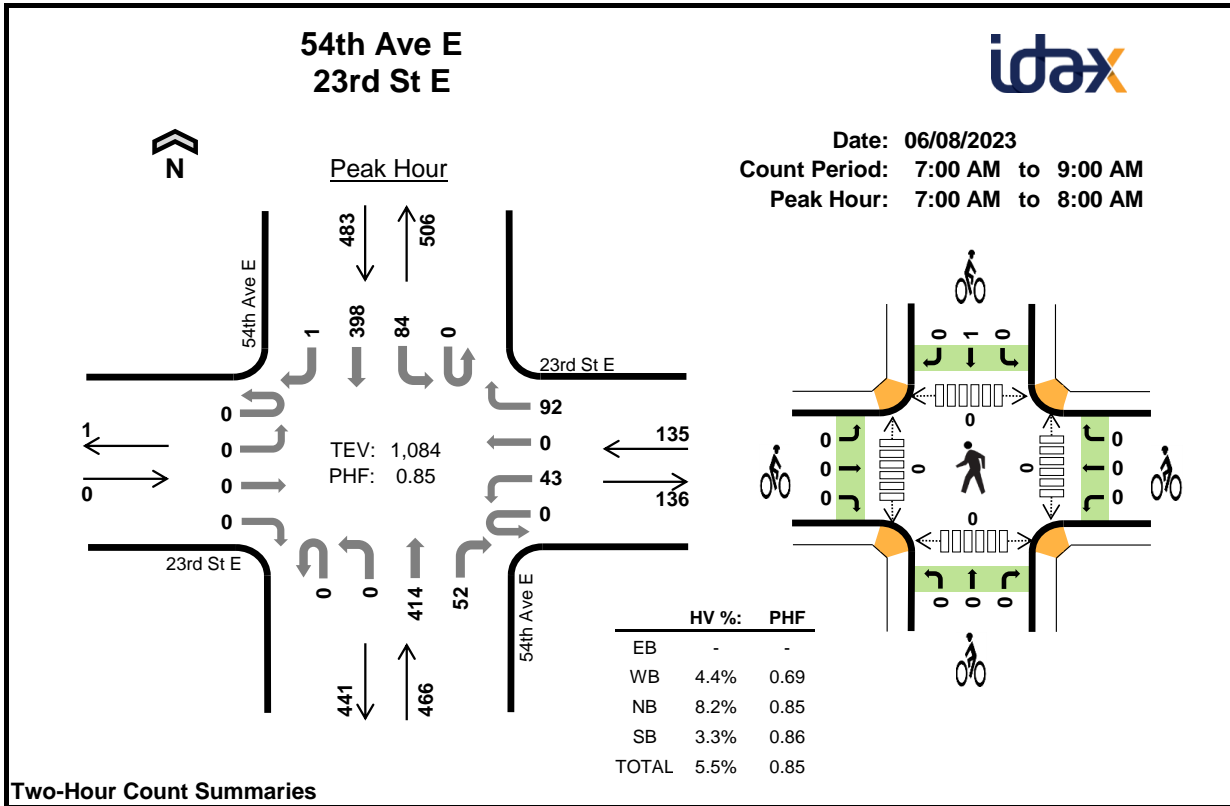 54th Ave E
23rd St E
idax
N
Peak Hour
Date: 06/08/2023
Count Period: 7:00 AM to 9:00 AM
Peak Hour: 7:00 AM to 8:00 AM
483
506
54th Ave E
1
398
84
0
23rd St E
0
0
0
0
92
0
43
0
1
0
TEV: 1,084
PHF: 0.85
135
136
23rd St E
0
0
414
52
54th Ave E
441
466
0
1
0
0
0
0
0
0
0
0
0
0
0
0
0
0
HV %: PHF
EB - -
WB 4.4% 0.69
NB 8.2% 0.85
SB 3.3% 0.86
TOTAL 5.5% 0.85
Two-Hour Count Summaries